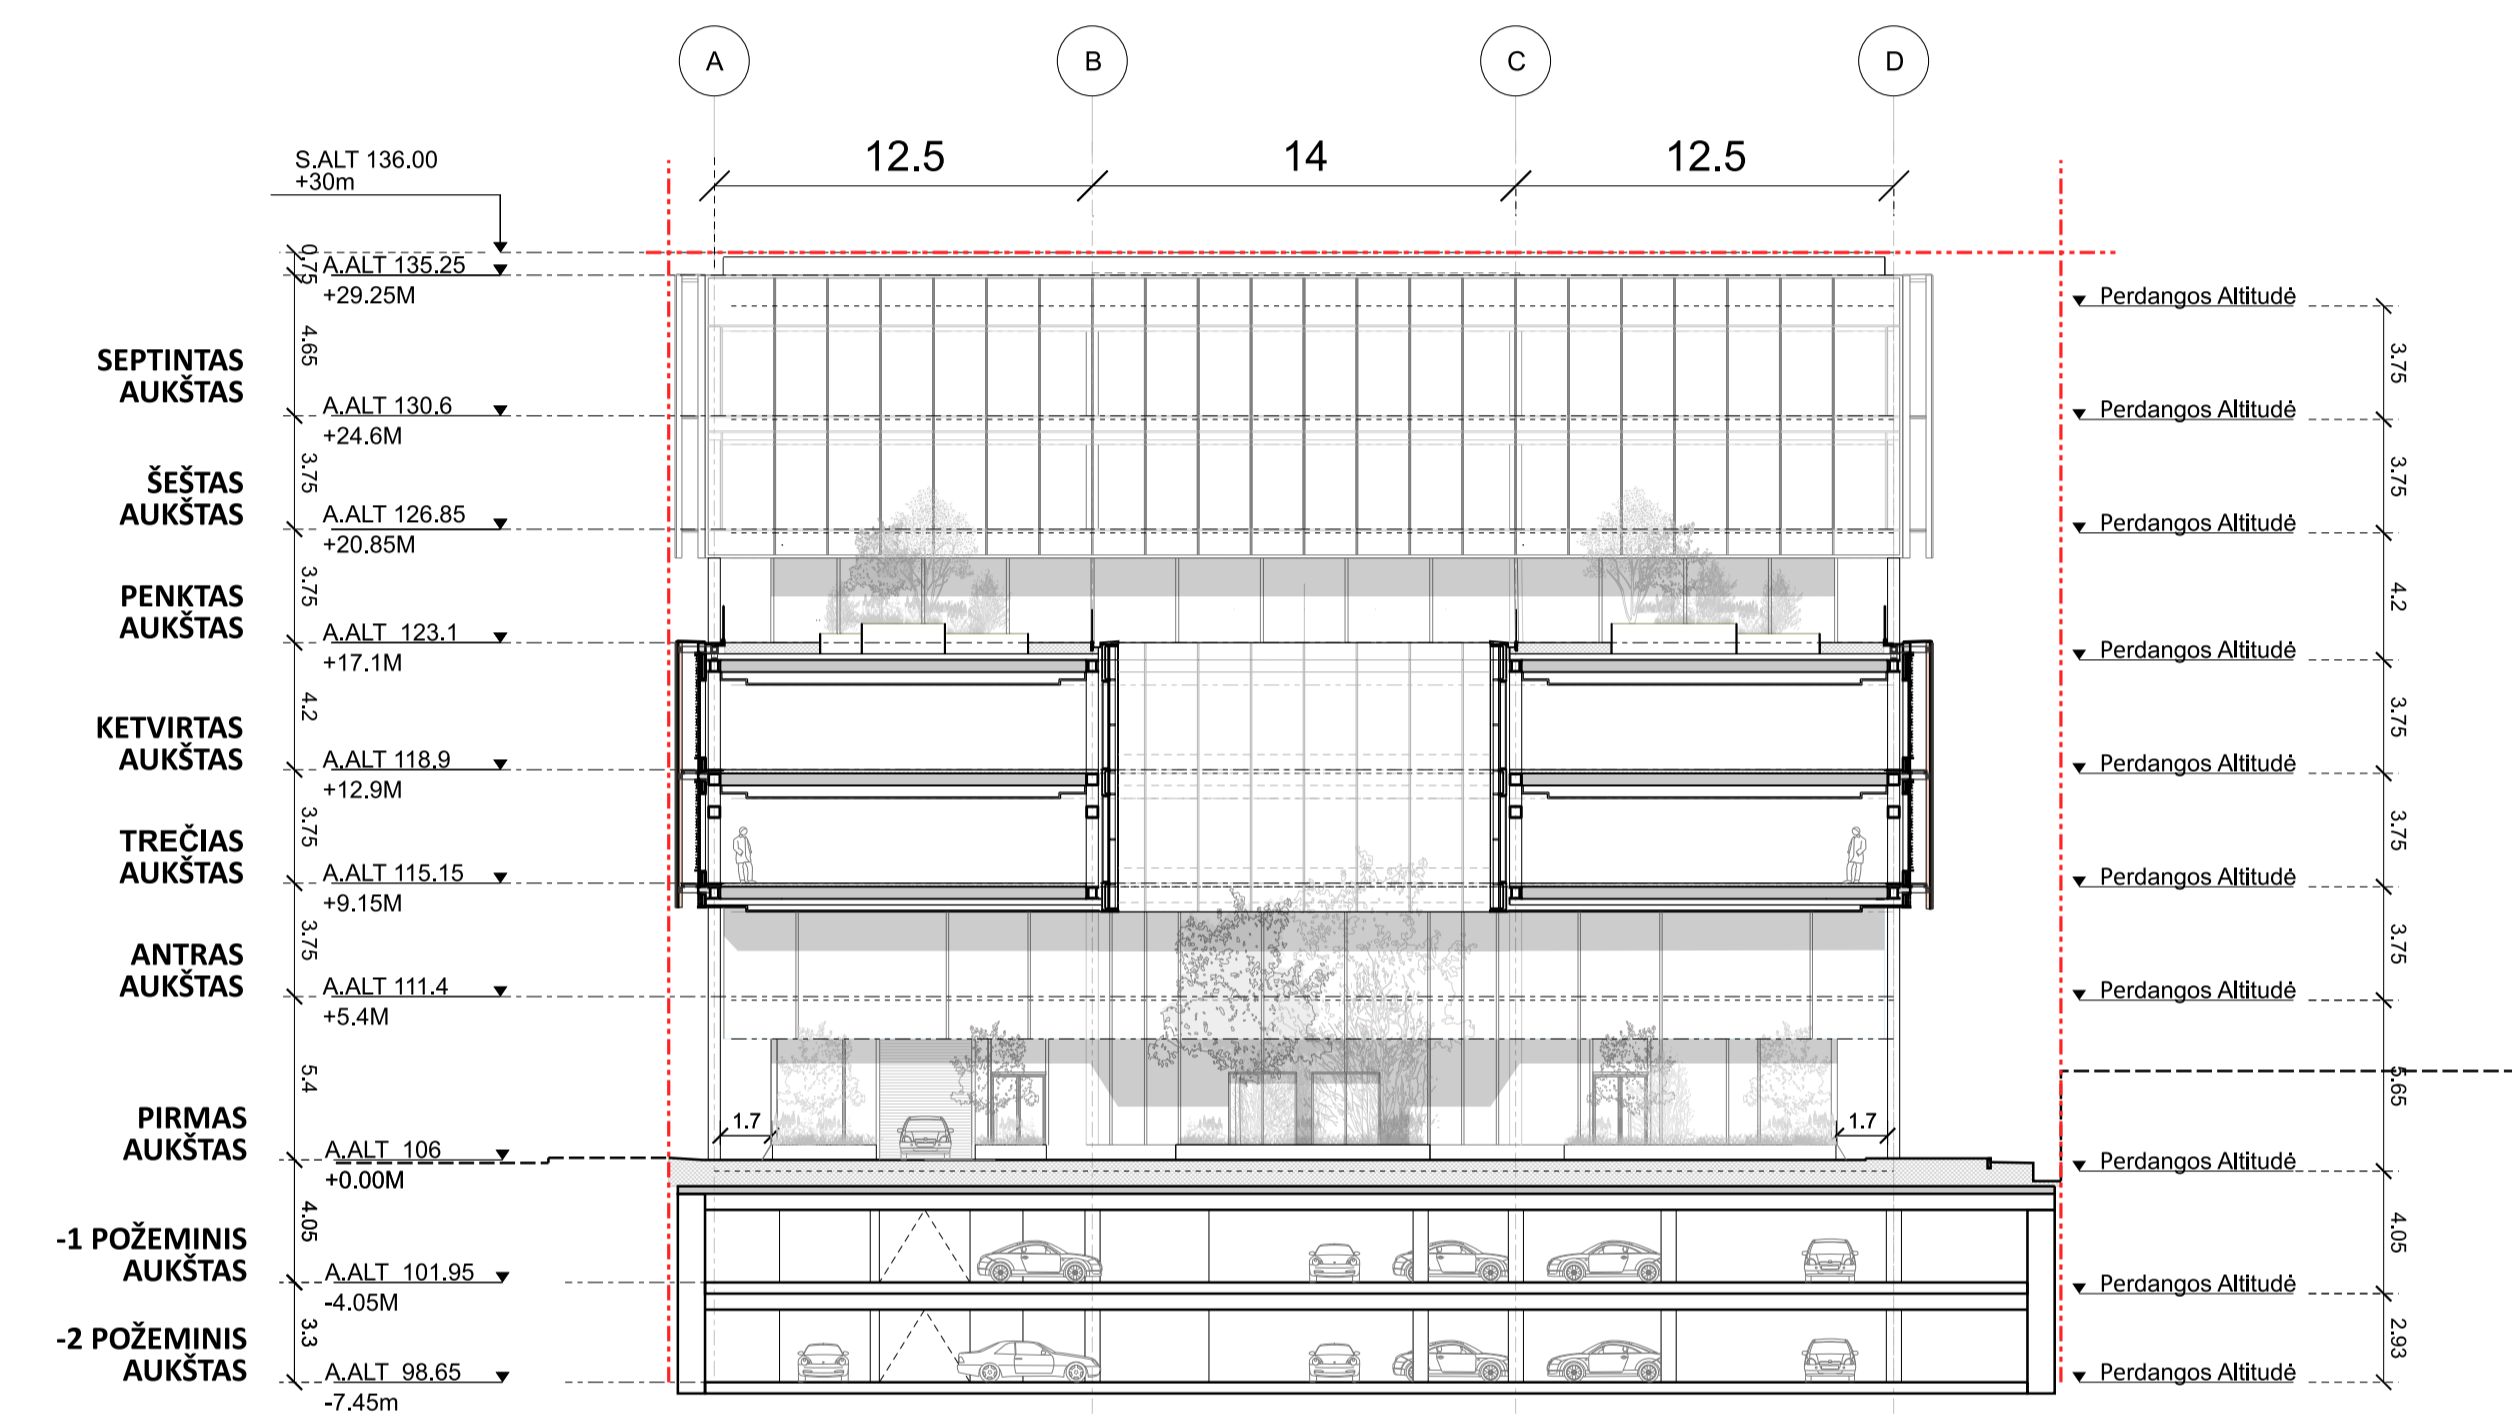 A
B
C
D
12.5
14
12.5
S.ALT 136.00
+30m
0.75
A.ALT 135.25
+29.25M
Perdangos Altitudė
4.65
3.75
SEPTINTAS
AUKŠTAS
A.ALT 130.6
+24.6M
Perdangos Altitudė
3.75
3.75
ŠEŠTAS
AUKŠTAS
A.ALT 126.85
+20.85M
Perdangos Altitudė
3.75
4.2
PENKTAS
AUKŠTAS
A.ALT 123.1
+17.1M
Perdangos Altitudė
4.2
3.75
KETVIRTAS
AUKŠTAS
A.ALT 118.9
+12.9M
Perdangos Altitudė
3.75
3.75
TREČIAS
AUKŠTAS
A.ALT 115.15
+9.15M
Perdangos Altitudė
3.75
3.75
ANTRAS
AUKŠTAS
A.ALT 111.4
+5.4M
Perdangos Altitudė
5.4
5.65
PIRMAS
AUKŠTAS
1.7
1.7
A.ALT 106
+0.00M
Perdangos Altitudė
4.05
4.05
-1 POŽEMINIS
AUKŠTAS
A.ALT 101.95
-4.05M
Perdangos Altitudė
3.3
2.93
-2 POŽEMINIS
AUKŠTAS
A.ALT 98.65
-7.45m
Perdangos Altitudė